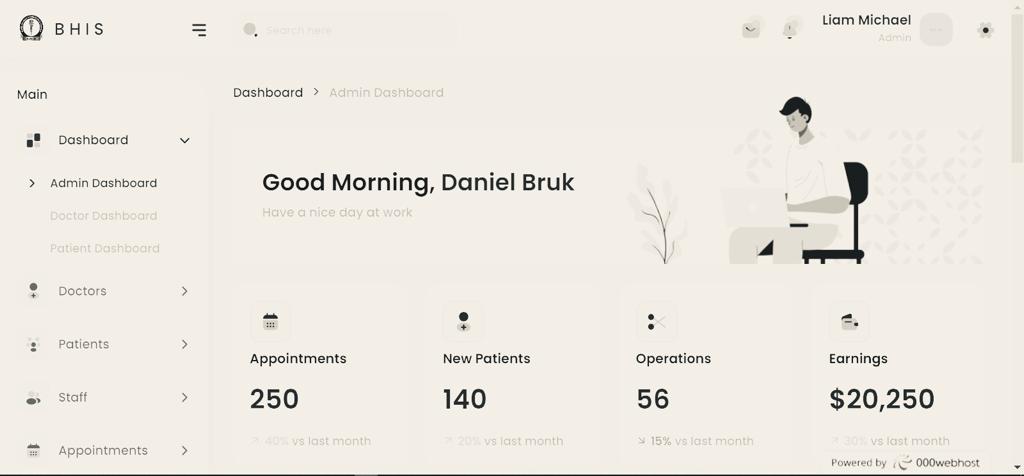 BHIS
Search here
Liam Michael
Admin
Main
Dashboard
Admin Dashboard
Doctor Dashboard
Patient Dashboard
Doctors
Patients
Staff
Appointments
Dashboard > Admin Dashboard
Good Morning, Daniel Bruk
Have a nice day at work
Appointments
250
40% vs last month
New Patients
140
20% vs last month
Operations
56
15% vs last month
Earnings
$20,250
30% vs last month
Powered by 000webhost